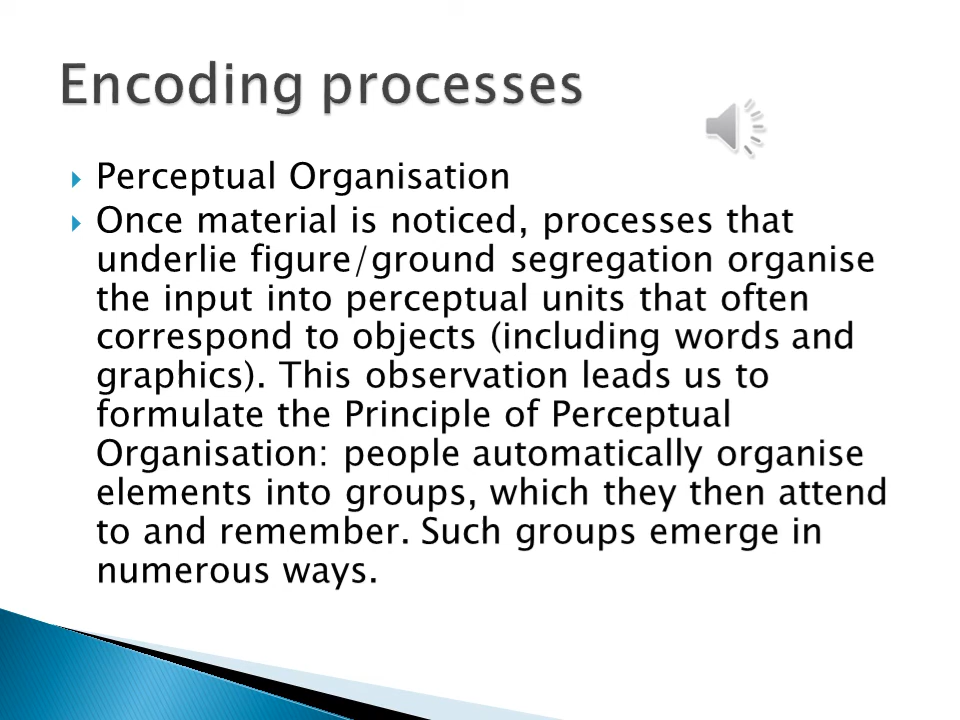 Encoding processes
Perceptual Organisation
Once material is noticed, processes that
underlie figure/ground segregation organise
the input into perceptual units that often
correspond to objects (including words and
graphics). This observation leads us to
formulate the Principle of Perceptual
Organisation: people automatically organise
elements into groups, which they then attend
to and remember. Such groups emerge in
numerous ways.